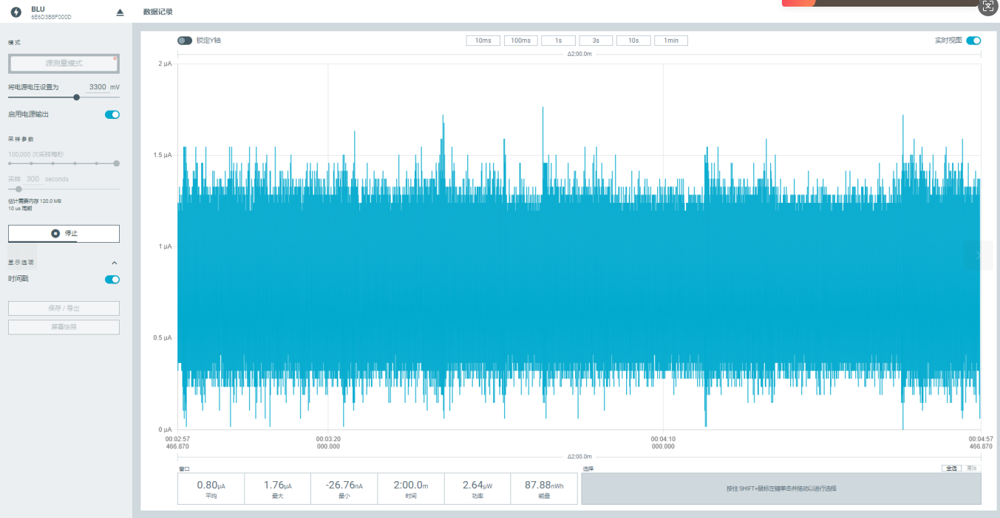 BLU
6E6D3B8F000D
数据记录
模式
源测量模式
将电源电压设置为 3300 mV
启用电源输出
采样参数
100,000 次采样每秒
采样 300 seconds
估计需要内存 120.0 MB
10 us 周期
停止
显示选项
时间戳
保存 / 导出
屏幕快照
锁定Y轴
10ms 100ms 1s 3s 10s 1min
实时视图
Δ2:00.0m
2 μA
1.5 μA
1 μA
0.5 μA
0 μA
00:02:57 00:03:20 00:04:10 00:04:57
466.870 000.000 000.000 466.870
Δ2:00.0m
窗口
0.80μA 1.76μA -26.76nA 2:00.0m 2.64μW 87.88nWh
平均 最大 最小 时间 功率 能量
选择 全选 清除
按住 SHIFT+鼠标左键单击并拖动以进行选择